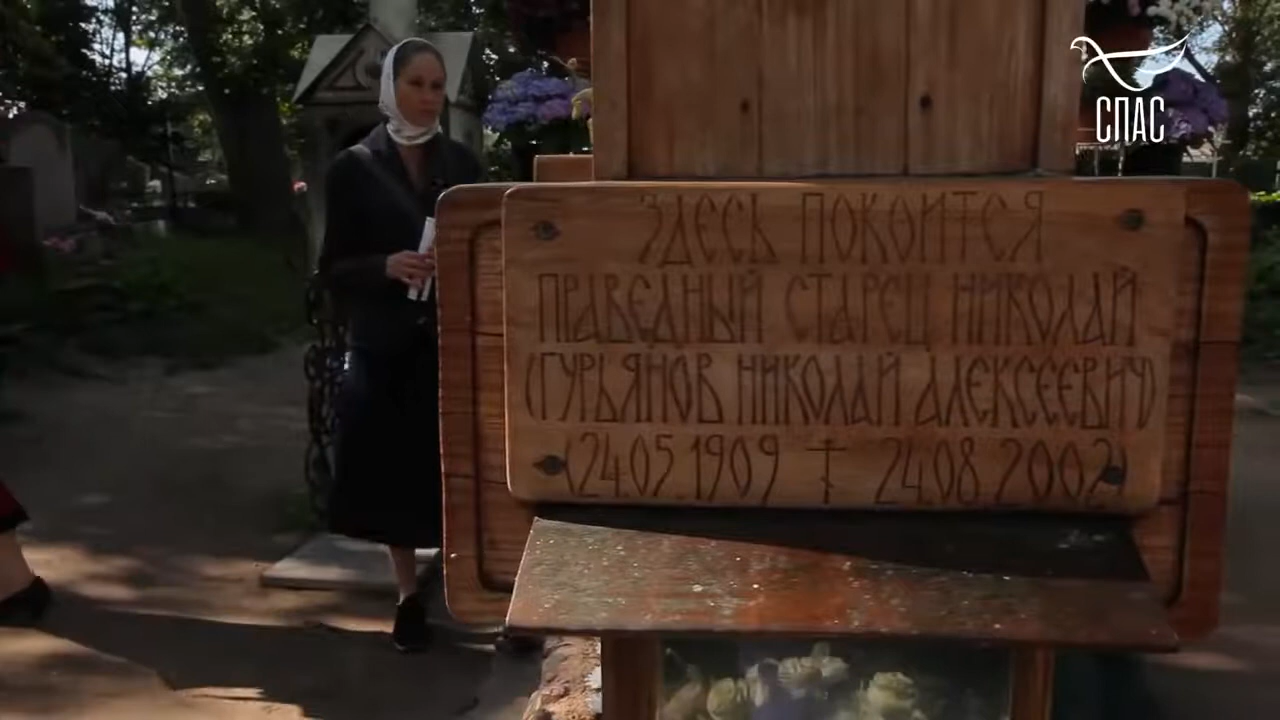 СПАС
ЗДЕСЬ ПОКОИТСЯ
ПРАВЕДНЫЙ СТАРЕЦ НИКОЛАЙ
(ГУРЬЯНОВ НИКОЛАЙ АЛЕКСЕЕВИЧ)
(24.05.1909 † 24.08.2002)